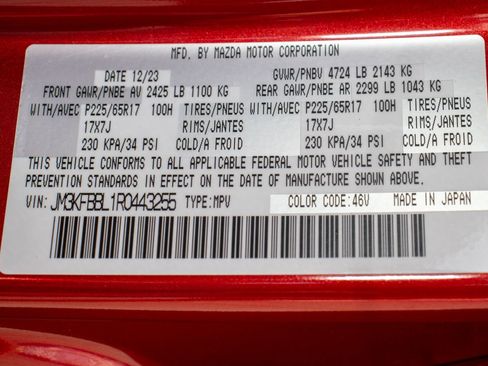 MFD. BY MAZDA MOTOR CORPORATION
DATE 12/23 GVWR/PNBV 4724 LB 2143 KG
FRONT GAWR/PNBE AV 2425 LB 1100 KG REAR GAWR/PNBE AR 2299 LB 1043 KG
WITH/AVEC P225/65R17 100H TIRES/PNEUS WITH/AVEC P225/65R17 100H TIRES/PNEUS
17X7J RIMS/JANTES 17X7J RIMS/JANTES
230 KPA/34 PSI COLD/A FROID 230 KPA/34 PSI COLD/A FROID
THIS VEHICLE CONFORMS TO ALL APPLICABLE FEDERAL MOTOR VEHICLE SAFETY AND THEFT
PREVENTION STANDARDS IN EFFECT ON THE DATE OF MANUFACTURE SHOWN ABOVE.
VIN: JM3KFBBL1R0443255 TYPE:MPV COLOR CODE:46V MADE IN JAPAN